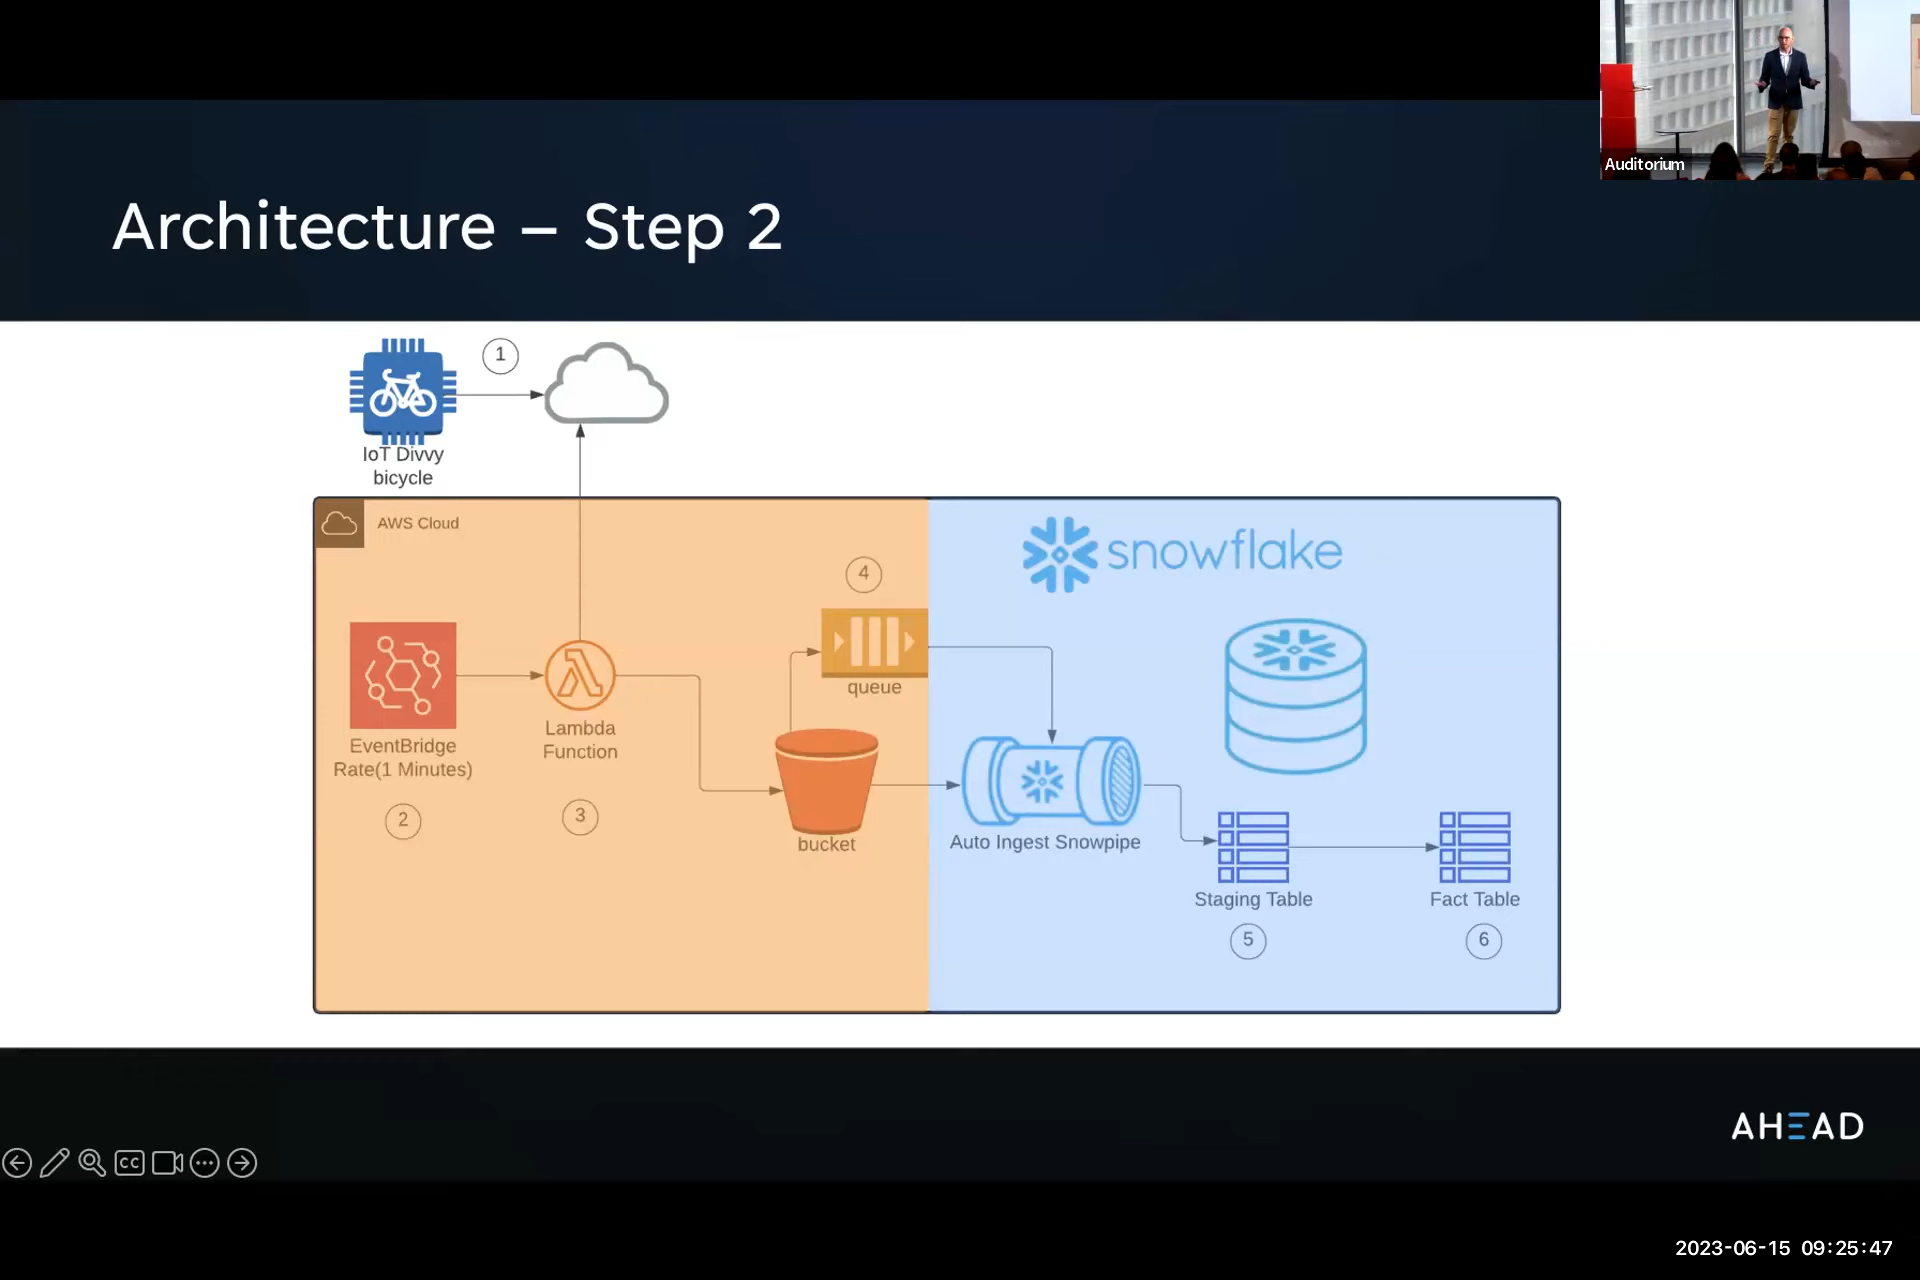 Auditorium
Architecture – Step 2
1
IoT Divvy
bicycle
AWS Cloud
snowflake
4
queue
EventBridge
Rate(1 Minutes)
2
Lambda
Function
3
bucket
Auto Ingest Snowpipe
Staging Table
5
Fact Table
6
AHEAD
CC
2023-06-15 09:25:47